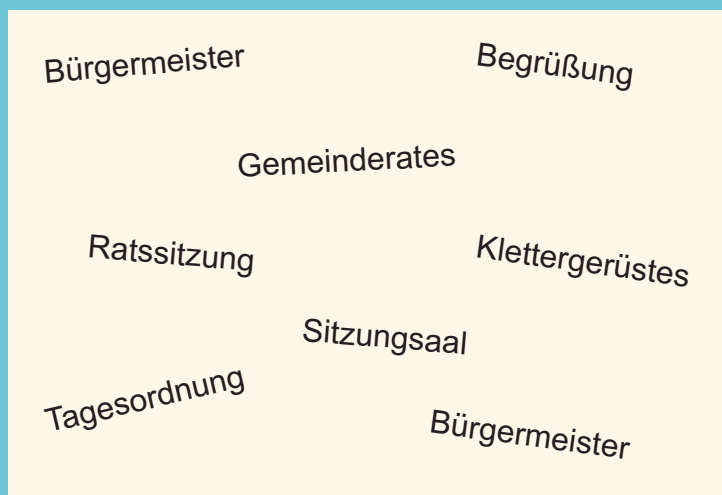 Bürgermeister
Begrüßung
Gemeinderates
Ratssitzung
Klettergerüstes
Sitzungsaal
Tagesordnung
Bürgermeister